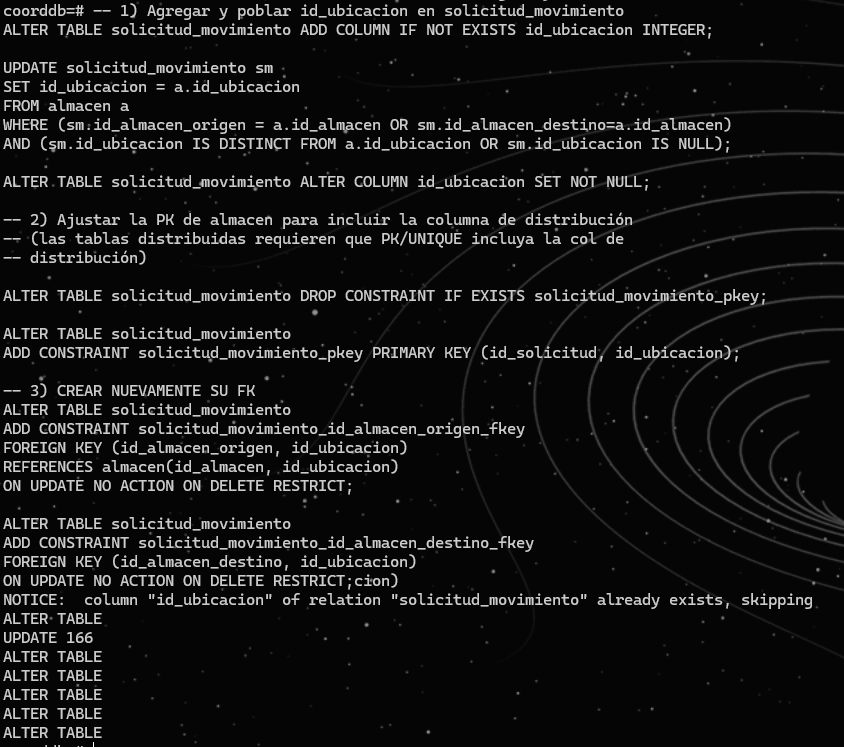 coorddb=# -- 1) Agregar y poblar id_ubicacion en solicitud_movimiento
ALTER TABLE solicitud_movimiento ADD COLUMN IF NOT EXISTS id_ubicacion INTEGER;
UPDATE solicitud_movimiento sm
SET id_ubicacion = a.id_ubicacion
FROM almacen a
WHERE (sm.id_almacen_origen = a.id_almacen OR sm.id_almacen_destino=a.id_almacen)
AND (sm.id_ubicacion IS DISTINCT FROM a.id_ubicacion OR sm.id_ubicacion IS NULL);
ALTER TABLE solicitud_movimiento ALTER COLUMN id_ubicacion SET NOT NULL;
-- 2) Ajustar la PK de almacen para incluir la columna de distribución
-- (las tablas distribuidas requieren que PK/UNIQUE incluya la col de
-- distribución)
ALTER TABLE solicitud_movimiento DROP CONSTRAINT IF EXISTS solicitud_movimiento_pkey;
ALTER TABLE solicitud_movimiento
ADD CONSTRAINT solicitud_movimiento_pkey PRIMARY KEY (id_solicitud, id_ubicacion);
-- 3) CREAR NUEVAMENTE SU FK
ALTER TABLE solicitud_movimiento
ADD CONSTRAINT solicitud_movimiento_id_almacen_origen_fkey
FOREIGN KEY (id_almacen_origen, id_ubicacion)
REFERENCES almacen(id_almacen, id_ubicacion)
ON UPDATE NO ACTION ON DELETE RESTRICT;
ALTER TABLE solicitud_movimiento
ADD CONSTRAINT solicitud_movimiento_id_almacen_destino_fkey
FOREIGN KEY (id_almacen_destino, id_ubicacion)
ON UPDATE NO ACTION ON DELETE RESTRICT;cion)
NOTICE:  column "id_ubicacion" of relation "solicitud_movimiento" already exists, skipping
ALTER TABLE
UPDATE 166
ALTER TABLE
ALTER TABLE
ALTER TABLE
ALTER TABLE
ALTER TABLE